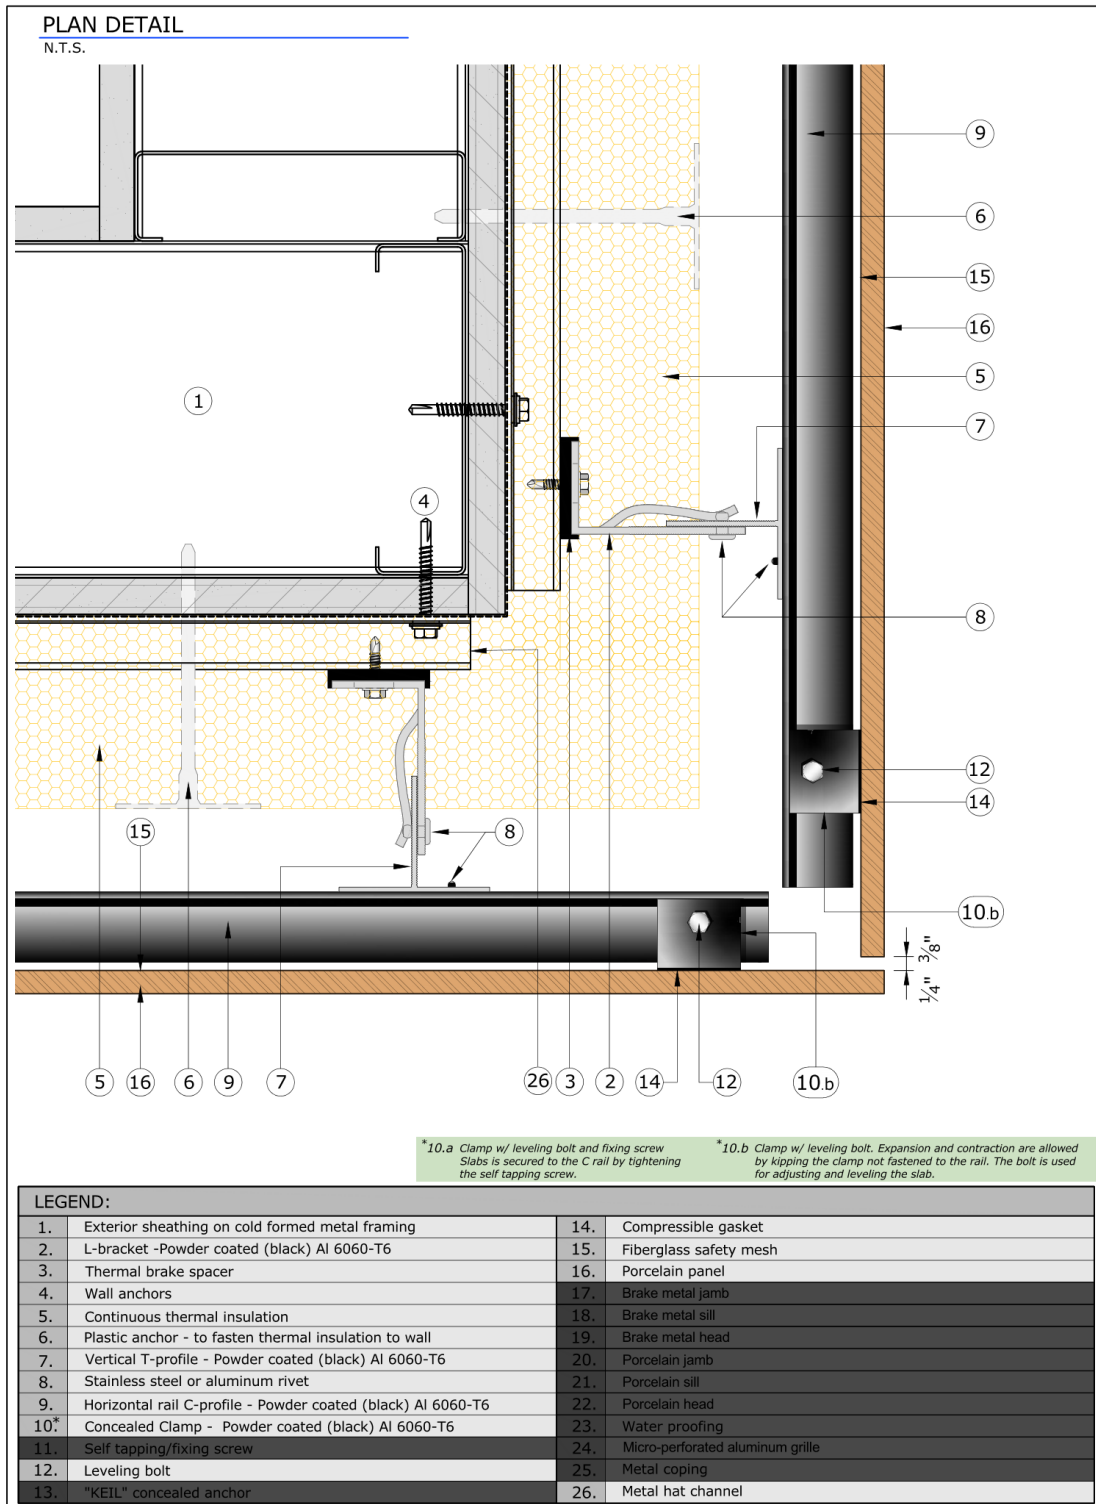 PLAN DETAIL
N.T.S.
9
6
15
16
1
5
7
4
8
12
14
15
8
10.b
3/8"
1/4"
5
16
6
9
7
26
3
2
14
12
10.b
*10.a Clamp w/ leveling bolt and fixing screw
Slabs is secured to the C rail by tightening
the self tapping screw.
*10.b Clamp w/ leveling bolt. Expansion and contraction are allowed
by kipping the clamp not fastened to the rail. The bolt is used
for adjusting and leveling the slab.
LEGEND:
1. Exterior sheathing on cold formed metal framing
2. L-bracket -Powder coated (black) Al 6060-T6
3. Thermal brake spacer
4. Wall anchors
5. Continuous thermal insulation
6. Plastic anchor - to fasten thermal insulation to wall
7. Vertical T-profile - Powder coated (black) Al 6060-T6
8. Stainless steel or aluminum rivet
9. Horizontal rail C-profile - Powder coated (black) Al 6060-T6
10.* Concealed Clamp - Powder coated (black) Al 6060-T6
11. Self tapping/fixing screw
12. Leveling bolt
13. "KEIL" concealed anchor
14. Compressible gasket
15. Fiberglass safety mesh
16. Porcelain panel
17. Brake metal jamb
18. Brake metal sill
19. Brake metal head
20. Porcelain jamb
21. Porcelain sill
22. Porcelain head
23. Water proofing
24. Micro-perforated aluminum grille
25. Metal coping
26. Metal hat channel